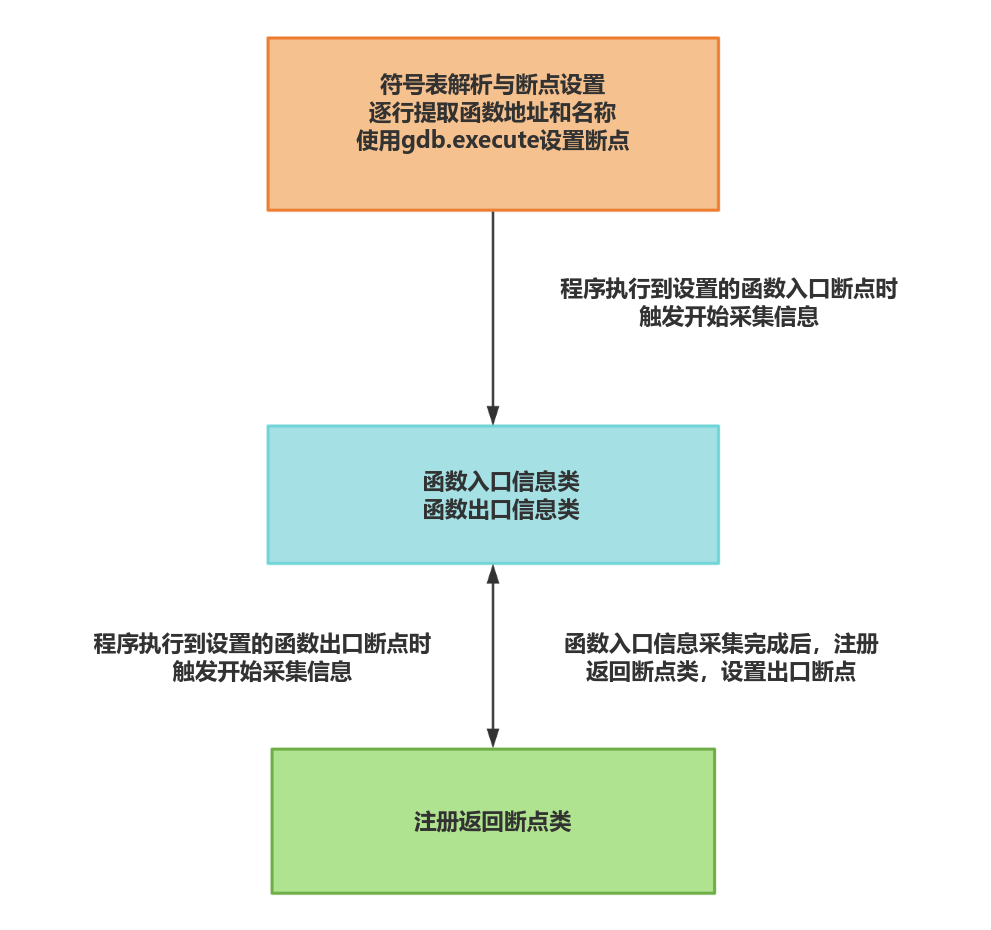 符号表解析与断点设置
逐行提取函数地址和名称
使用gdb.execute设置断点
程序执行到设置的函数入口断点时
触发开始采集信息
函数入口信息类
函数出口信息类
程序执行到设置的函数出口断点时
触发开始采集信息
函数入口信息采集完成后，注册
返回断点类，设置出口断点
注册返回断点类